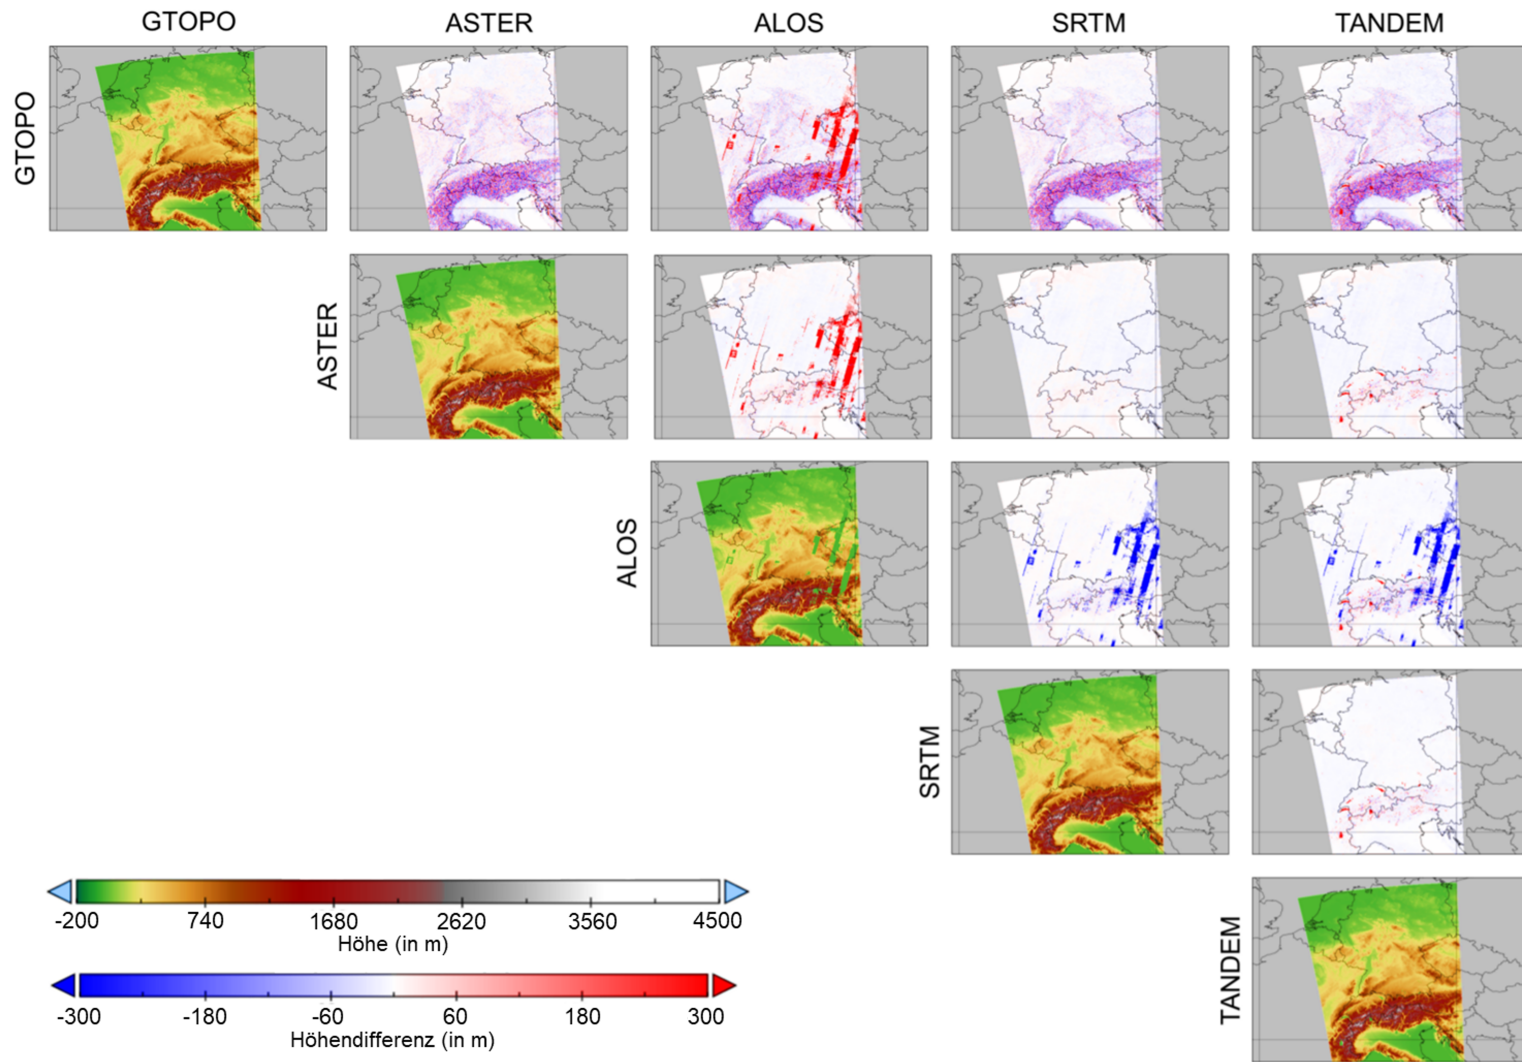 GTOPO ASTER ALOS SRTM TANDEM
GTOPO
ASTER
ALOS
SRTM
TANDEM
-200 740 1680 2620 3560 4500
Höhe (in m)
-300 -180 -60 60 180 300
Höhendifferenz (in m)